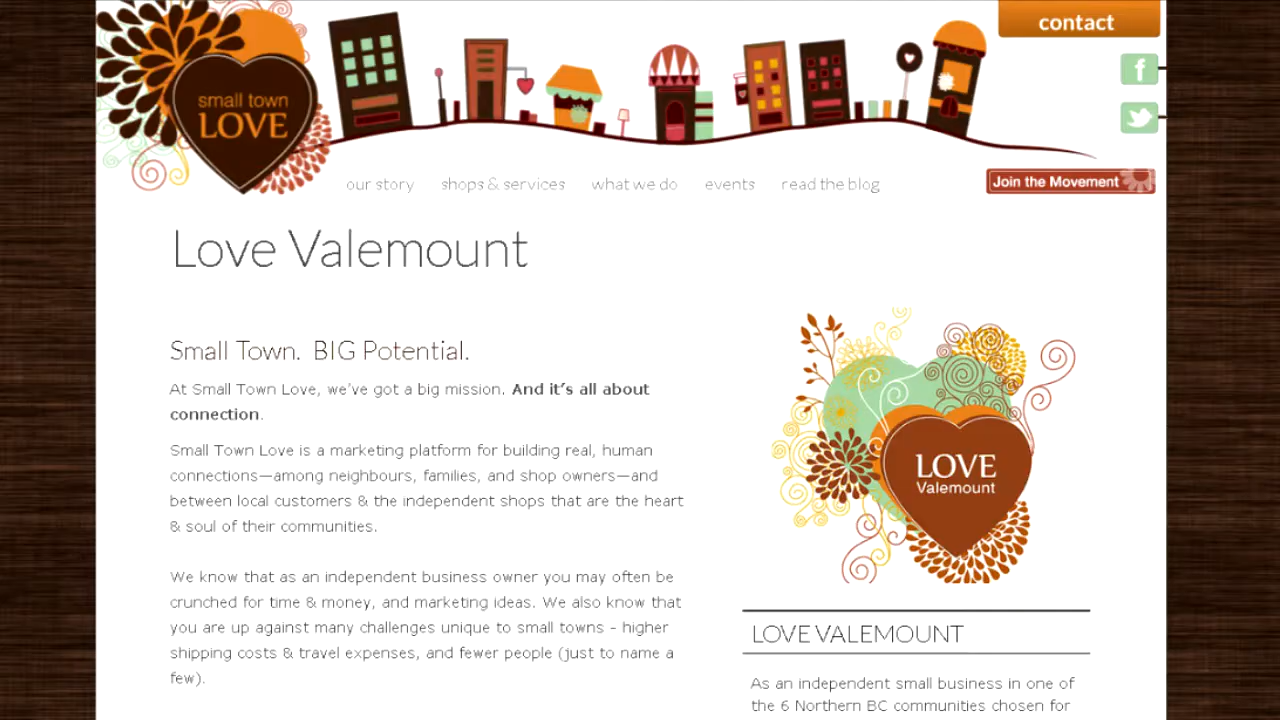 contact
small town
LOVE
our story shops & services what we do events read the blog
Join the Movement
Love Valemount
Small Town.  BIG Potential.
At Small Town Love, we've got a big mission. And it's all about
connection.
Small Town Love is a marketing platform for building real, human
connections—among neighbours, families, and shop owners—and
between local customers & the independent shops that are the heart
& soul of their communities.
We know that as an independent business owner you may often be
crunched for time & money, and marketing ideas. We also know that
you are up against many challenges unique to small towns – higher
shipping costs & travel expenses, and fewer people (just to name a
few).
LOVE
Valemount
LOVE VALEMOUNT
As an independent small business in one of
the 6 Northern BC communities chosen for